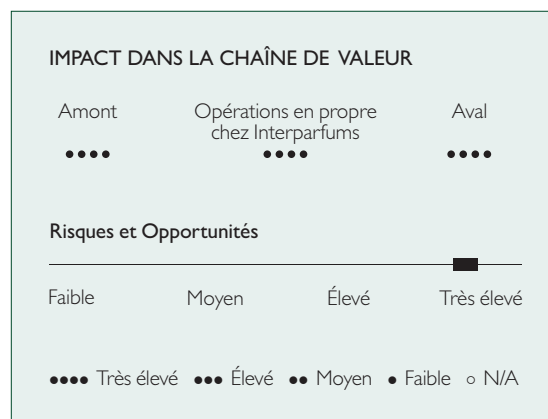 IMPACT DANS LA CHAÎNE DE VALEUR
Amont Opérations en propre Aval
chez Interparfums
●●●● ●●●● ●●●●
Risques et Opportunités
Faible Moyen Élevé Très élevé
●●●● Très élevé ●●● Élevé ●● Moyen ● Faible ○ N/A